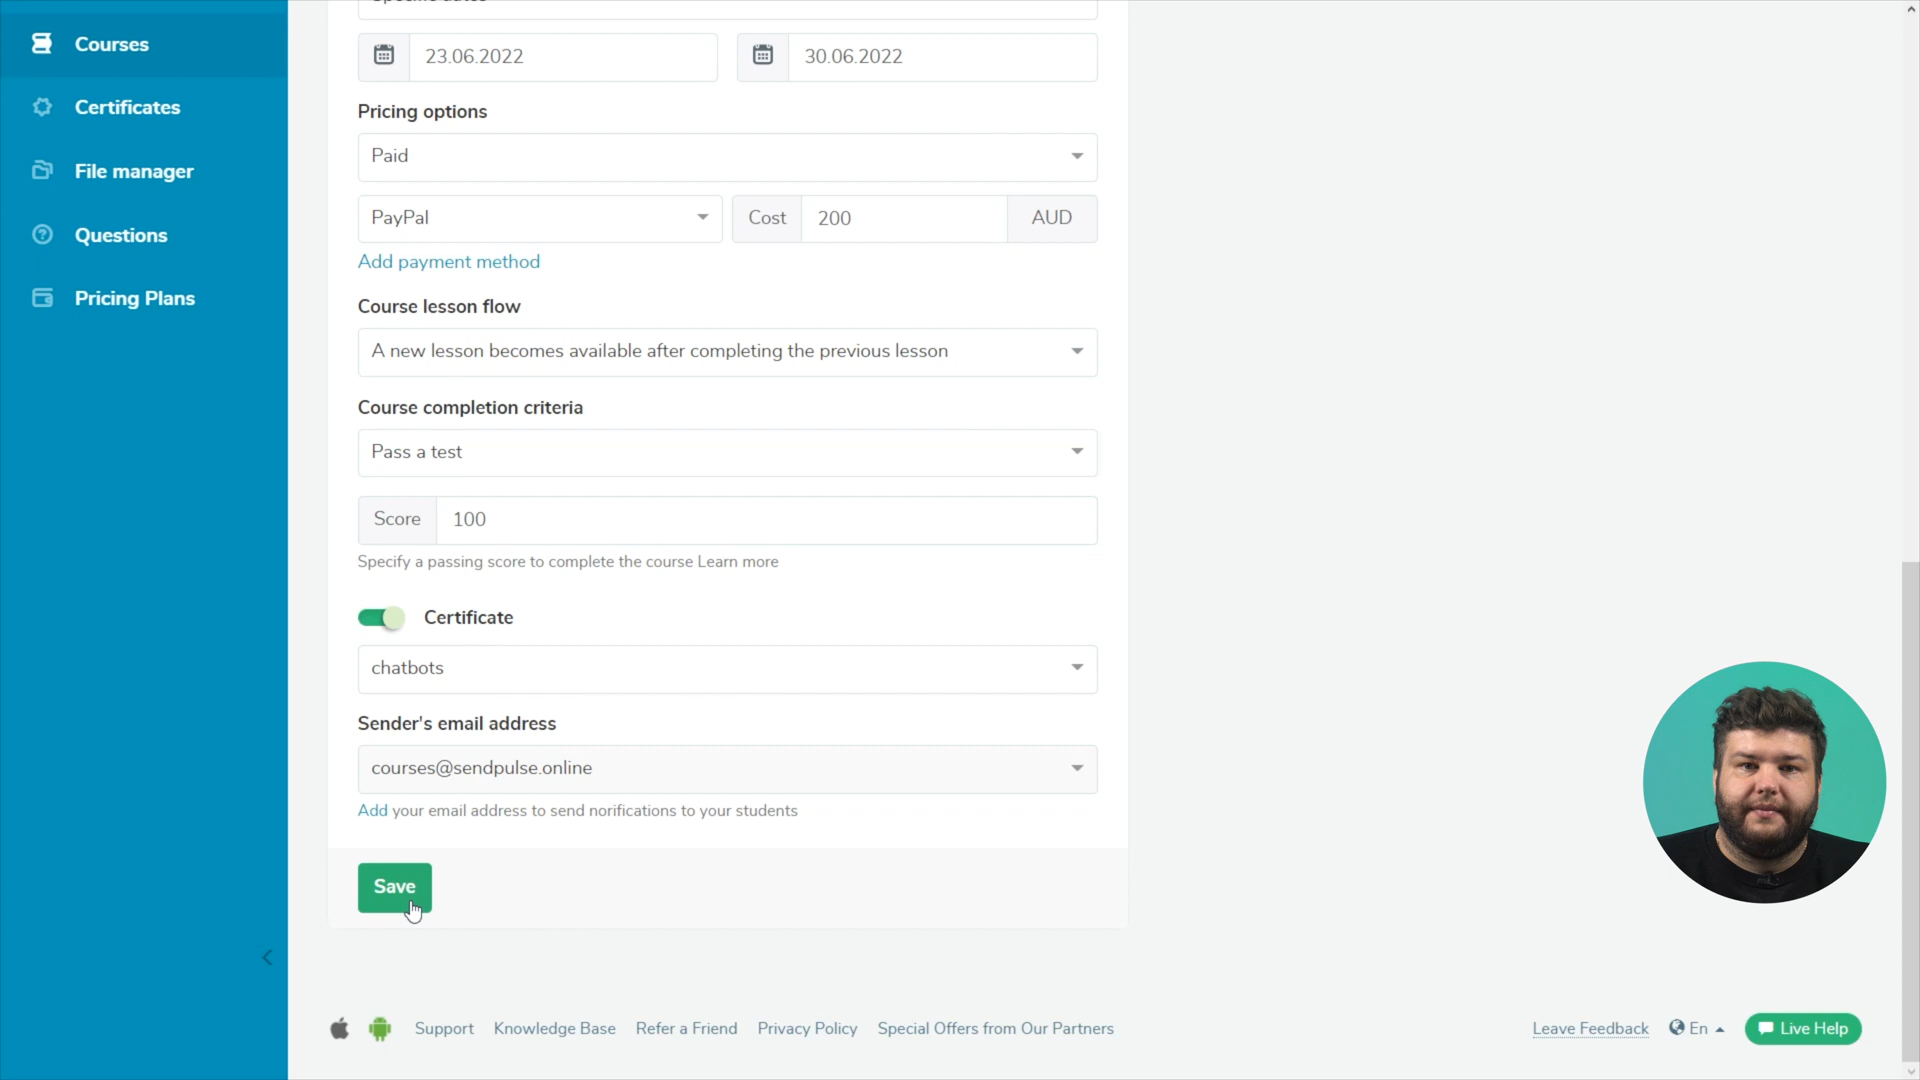 Courses
Certificates
File manager
Questions
Pricing Plans
Specific dates
23.06.2022
30.06.2022
Pricing options
Paid
PayPal
Cost 200 AUD
Add payment method
Course lesson flow
A new lesson becomes available after completing the previous lesson
Course completion criteria
Pass a test
Score 100
Specify a passing score to complete the course Learn more
Certificate
chatbots
Sender's email address
courses@sendpulse.online
Add your email address to send norifications to your students
Save
Support Knowledge Base Refer a Friend Privacy Policy Special Offers from Our Partners
Leave Feedback En Live Help